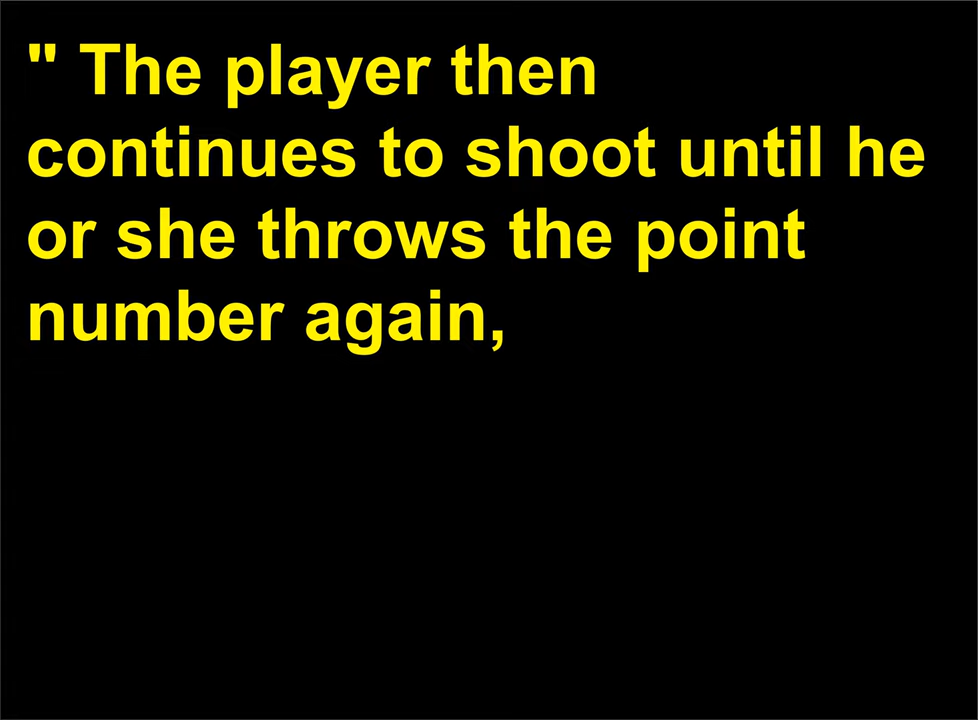 " The player then
continues to shoot until he
or she throws the point
number again,